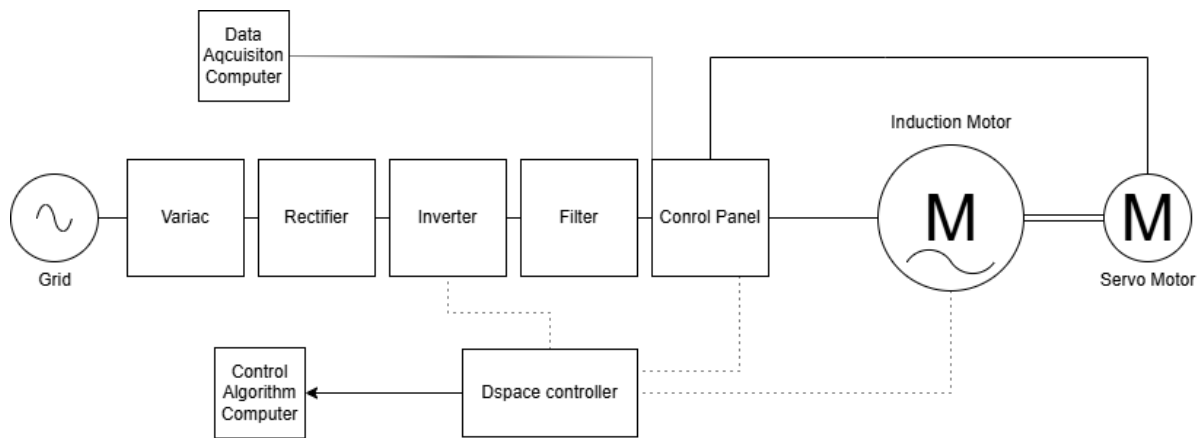 Data
Aqcuisiton
Computer
Induction Motor
Variac
Rectifier
Inverter
Filter
Conrol Panel
M
M
Grid
Servo Motor
Control
Algorithm
Computer
Dspace controller